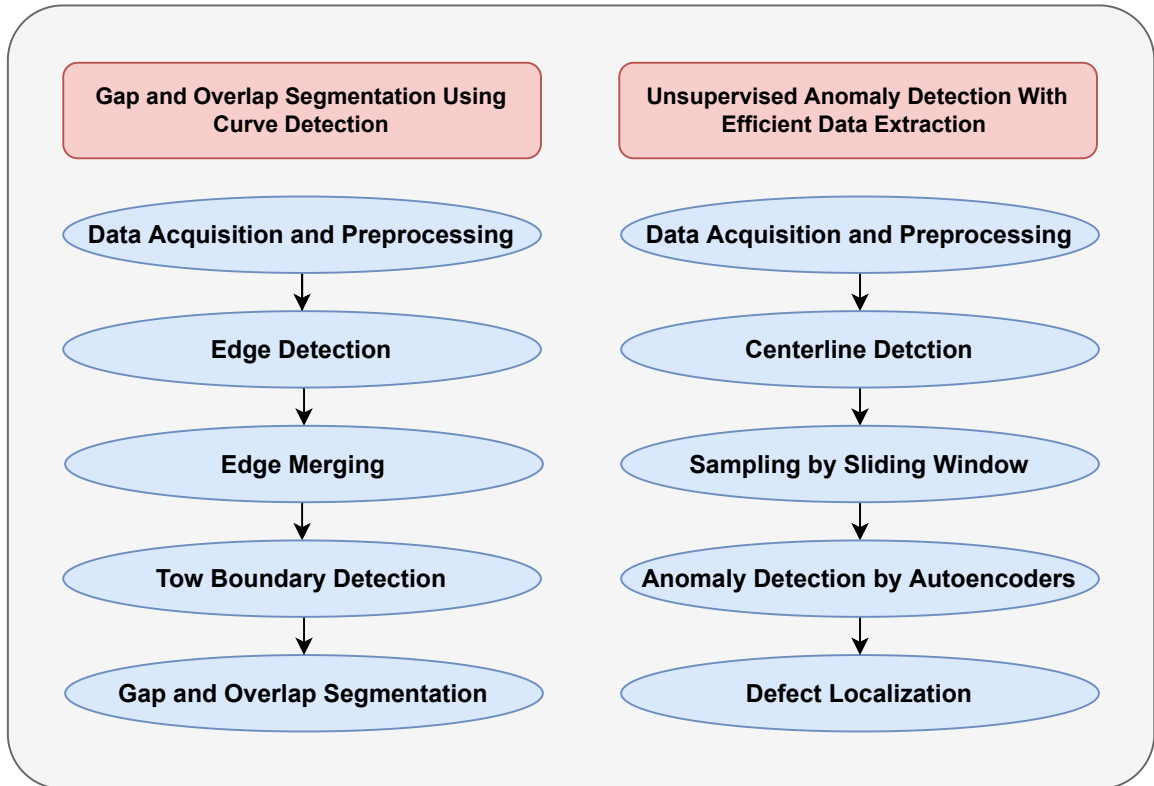 Gap and Overlap Segmentation Using
Curve Detection
Data Acquisition and Preprocessing
Edge Detection
Edge Merging
Tow Boundary Detection
Gap and Overlap Segmentation
Unsupervised Anomaly Detection With
Efficient Data Extraction
Data Acquisition and Preprocessing
Centerline Detction
Sampling by Sliding Window
Anomaly Detection by Autoencoders
Defect Localization